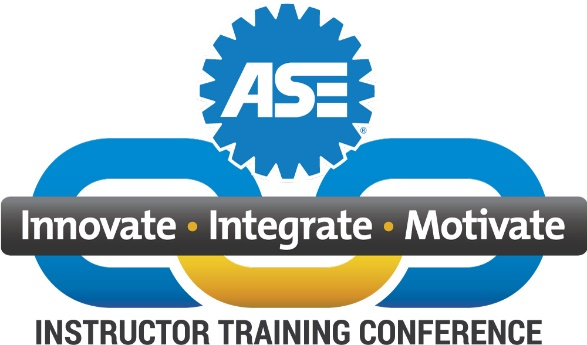 ASE
®
Innovate • Integrate • Motivate
INSTRUCTOR TRAINING CONFERENCE